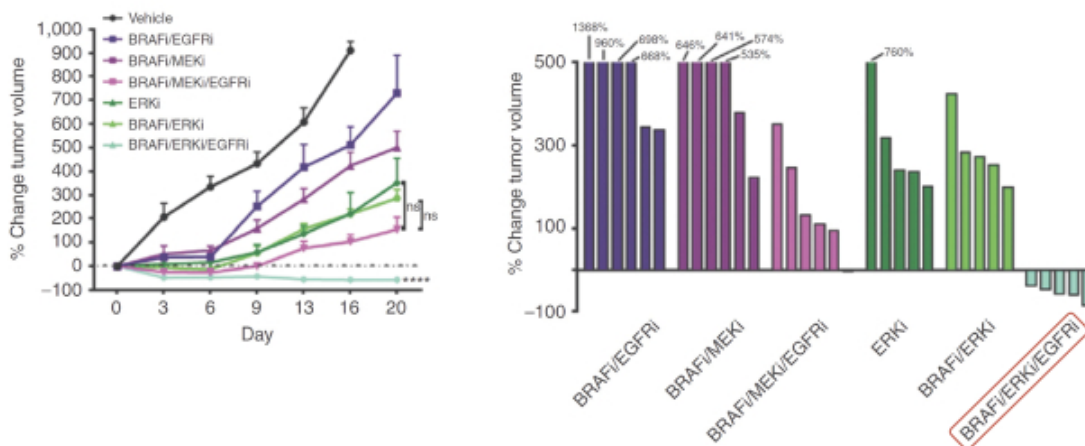 Vehicle
BRAFi/EGFRi
BRAFi/MEKi
BRAFi/MEKi/EGFRi
ERKi
BRAFi/ERKi
BRAFi/ERKi/EGFRi
% Change tumor volume
1,000
900
800
700
600
500
400
300
200
100
0
−100
0 3 6 9 13 16 20
Day
ns
ns
****
% Change tumor volume
500
300
100
−100
1368%
960%
698%
668%
646%
641%
574%
535%
760%
BRAFi/EGFRi
BRAFi/MEKi
BRAFi/MEKi/EGFRi
ERKi
BRAFi/ERKi
BRAFi/ERKi/EGFRi